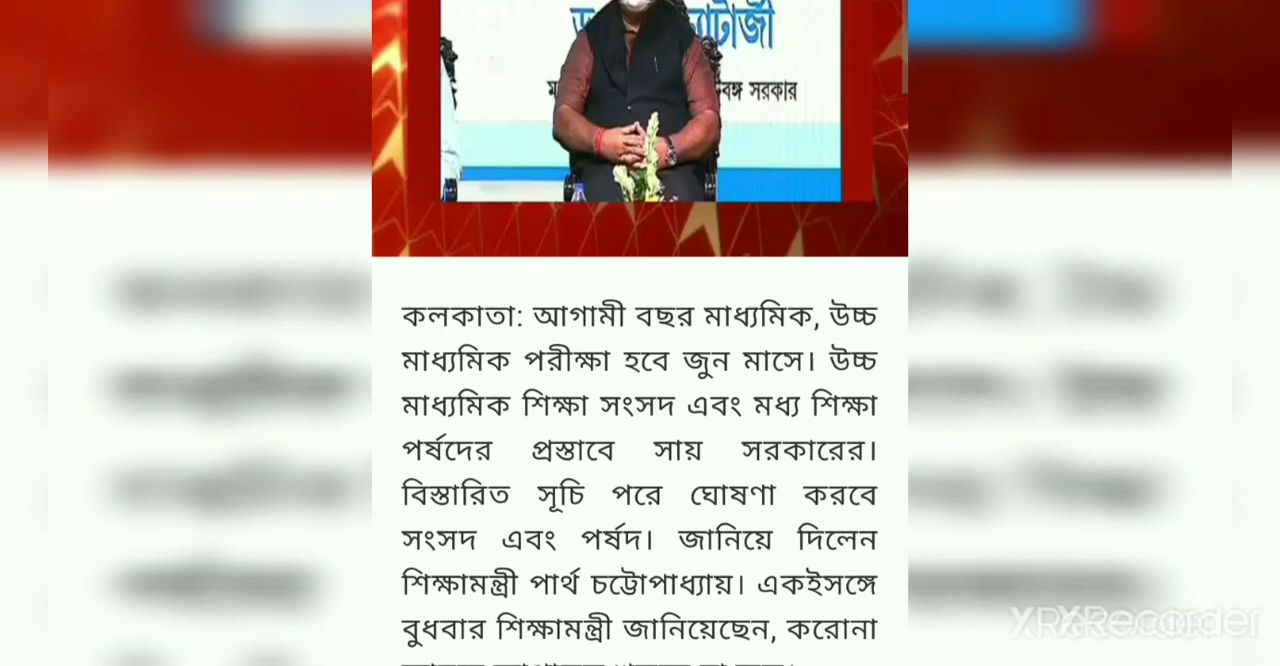 চ্যাটার্জী
সরকার
কলকাতা: আগামী বছর মাধ্যমিক, উচ্চ
মাধ্যমিক পরীক্ষা হবে জুন মাসে। উচ্চ
মাধ্যমিক শিক্ষা সংসদ এবং মধ্য শিক্ষা
পর্ষদের প্রস্তাবে সায় সরকারের।
বিস্তারিত সূচি পরে ঘোষণা করবে
সংসদ এবং পর্ষদ। জানিয়ে দিলেন
শিক্ষামন্ত্রী পার্থ চট্টোপাধ্যায়। একইসঙ্গে
বুধবার শিক্ষামন্ত্রী জানিয়েছেন, করোনা
XRecorder